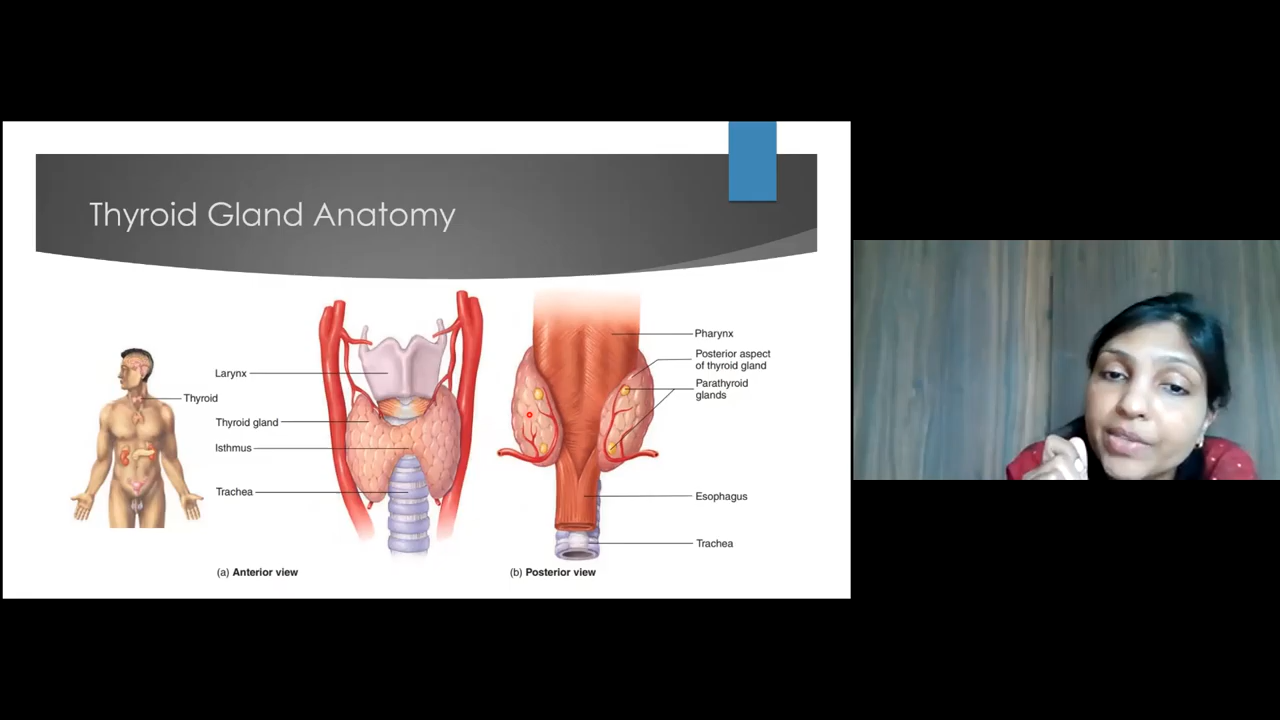 Thyroid Gland Anatomy
Thyroid
Larynx
Thyroid gland
Isthmus
Trachea
(a) Anterior view
Pharynx
Posterior aspect
of thyroid gland
Parathyroid
glands
Esophagus
Trachea
(b) Posterior view